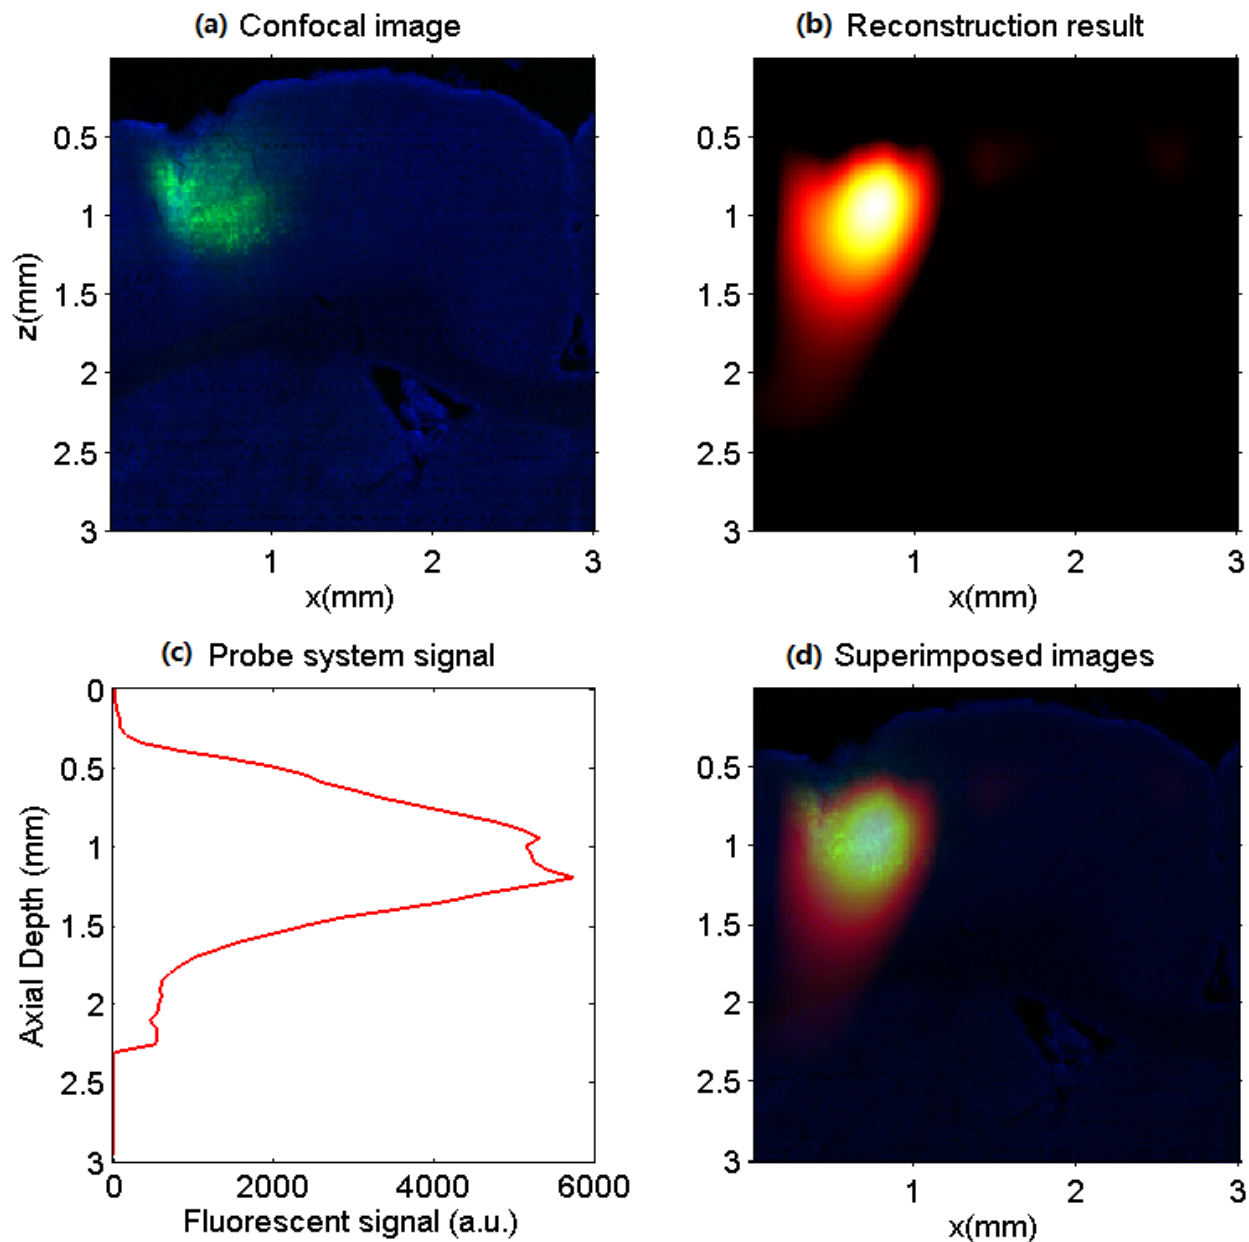 (a) Confocal image
0.5
1
1.5
2
2.5
3
z(mm)
1 2 3
x(mm)
(b) Reconstruction result
0.5
1
1.5
2
2.5
3
1 2 3
x(mm)
(c) Probe system signal
0
0.5
1
1.5
2
2.5
3
Axial Depth (mm)
0 2000 4000 6000
Fluorescent signal (a.u.)
(d) Superimposed images
0.5
1
1.5
2
2.5
3
1 2 3
x(mm)